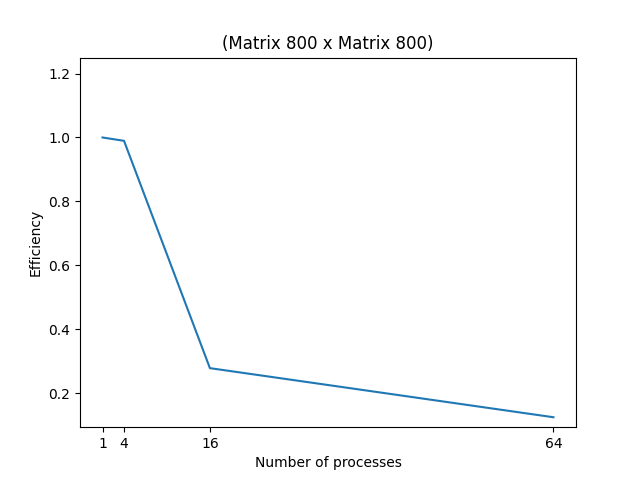 (Matrix 800 x Matrix 800)
1.2
1.0
0.8
0.6
0.4
0.2
Efficiency
1 4 16 64
Number of processes